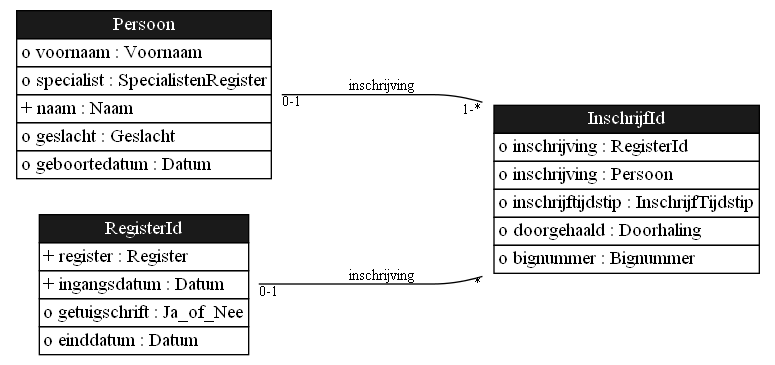 Persoon
o voornaam : Voornaam
o specialist : SpecialistenRegister
+ naam : Naam
o geslacht : Geslacht
o geboortedatum : Datum
inschrijving
0-1
1-*
InschrijfId
o inschrijving : RegisterId
o inschrijving : Persoon
o inschrijftijdstip : InschrijfTijdstip
o doorgehaald : Doorhaling
o bignummer : Bignummer
RegisterId
+ register : Register
+ ingangsdatum : Datum
o getuigschrift : Ja_of_Nee
o einddatum : Datum
inschrijving
0-1
*